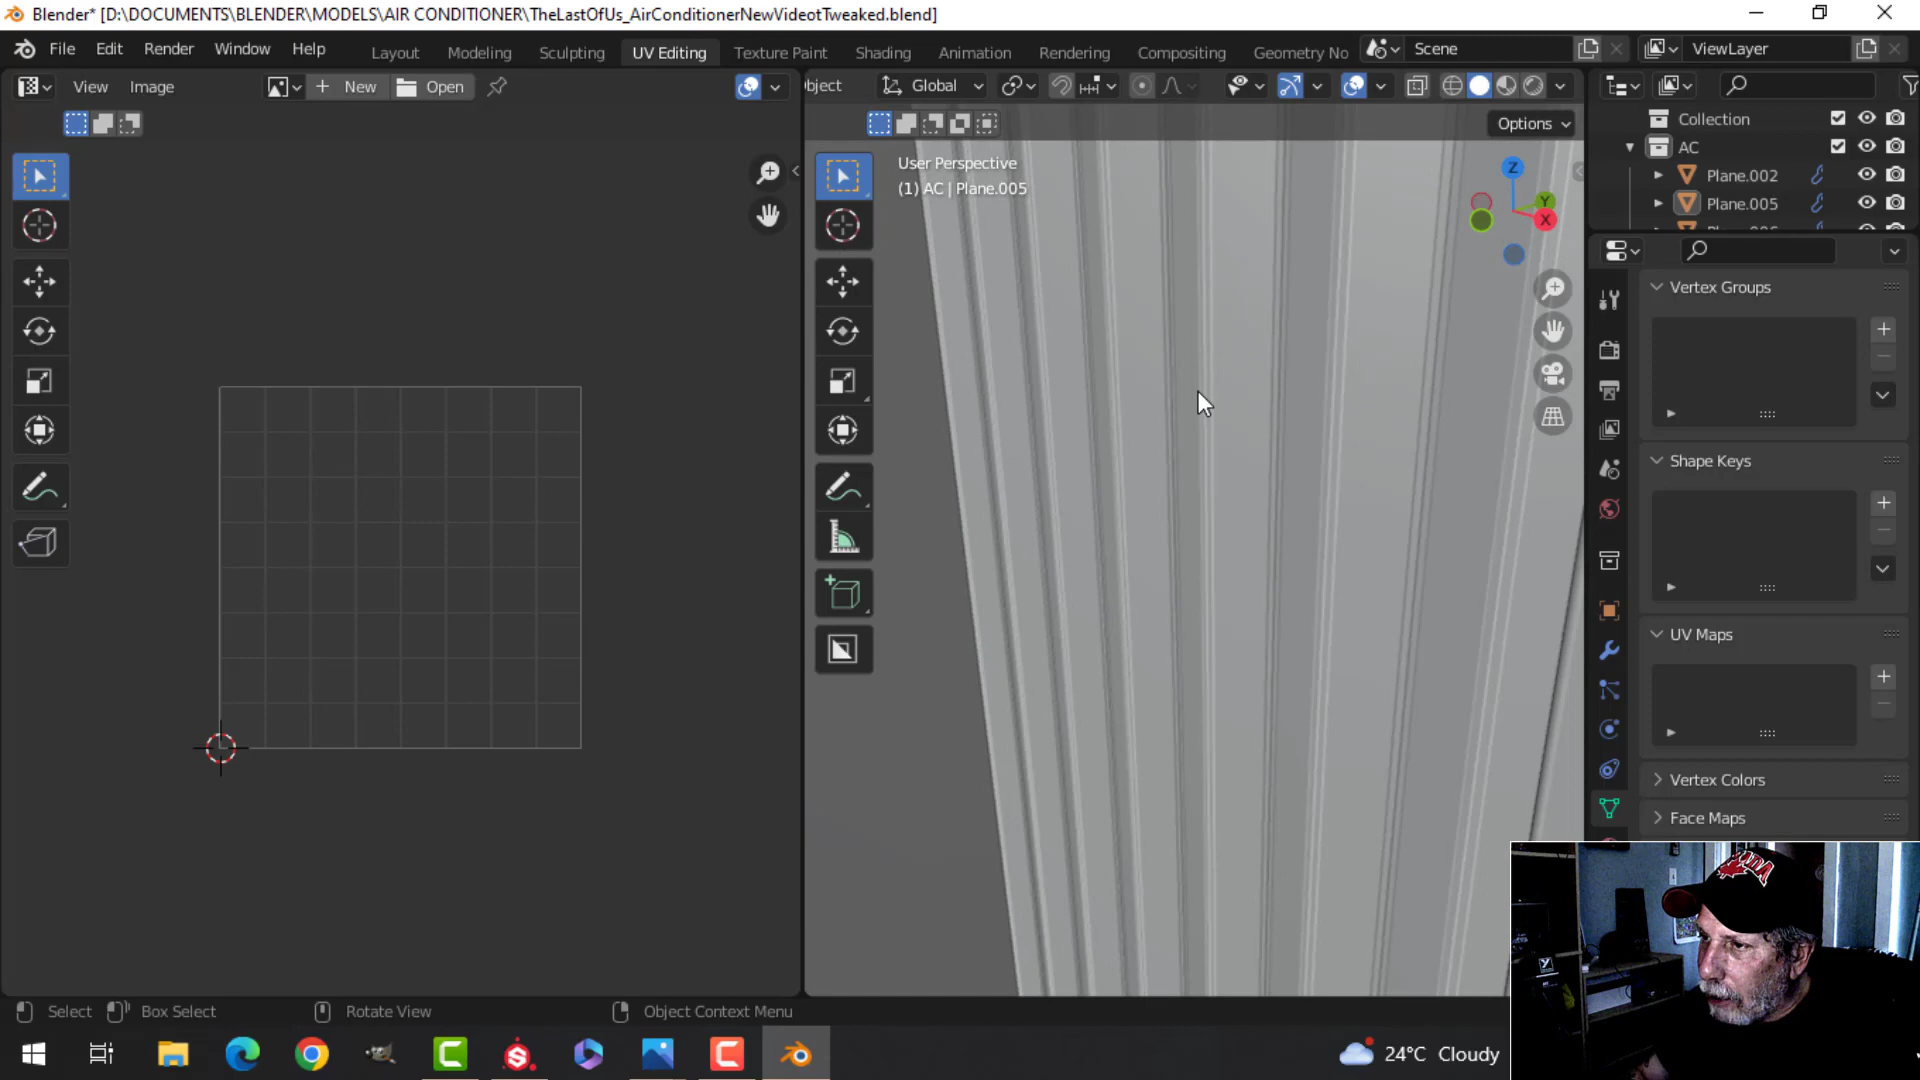 Blender* [D:\DOCUMENTS\BLENDER\MODELS\AIR CONDITIONER\TheLastOfUs_AirConditionerNewVideotTweaked.blend]
File Edit Render Window Help Layout Modeling Sculpting UV Editing Texture Paint Shading Animation Rendering Compositing Geometry No Scene ViewLayer
View Image New Open bject Global
Options
Collection
AC
Plane.002
Plane.005
User Perspective
(1) AC | Plane.005
Z
Y
X
Vertex Groups
Shape Keys
UV Maps
Vertex Colors
Face Maps
Select Box Select Rotate View Object Context Menu
24°C Cloudy